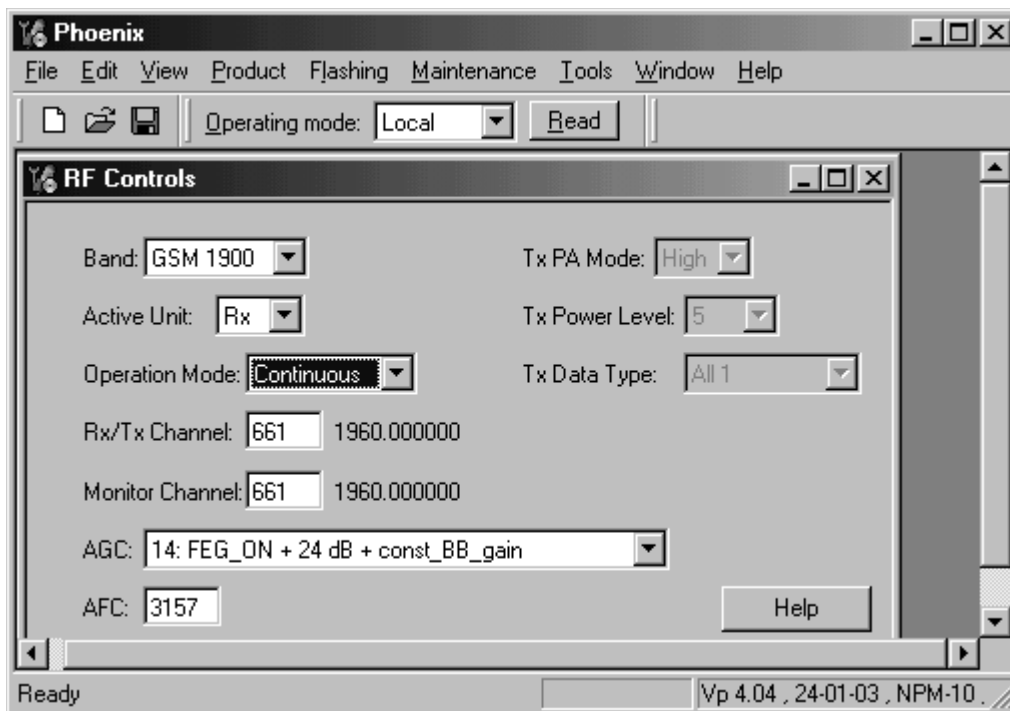 Phoenix
File Edit View Product Flashing Maintenance Tools Window Help
Operating mode: Local Read
RF Controls
Band: GSM 1900 Tx PA Mode: High
Active Unit: Rx Tx Power Level: 5
Operation Mode: Continuous Tx Data Type: All 1
Rx/Tx Channel: 661 1960.000000
Monitor Channel: 661 1960.000000
AGC: 14: FEG_ON + 24 dB + const_BB_gain
AFC: 3157 Help
Ready Vp 4.04 , 24-01-03 , NPM-10 ,